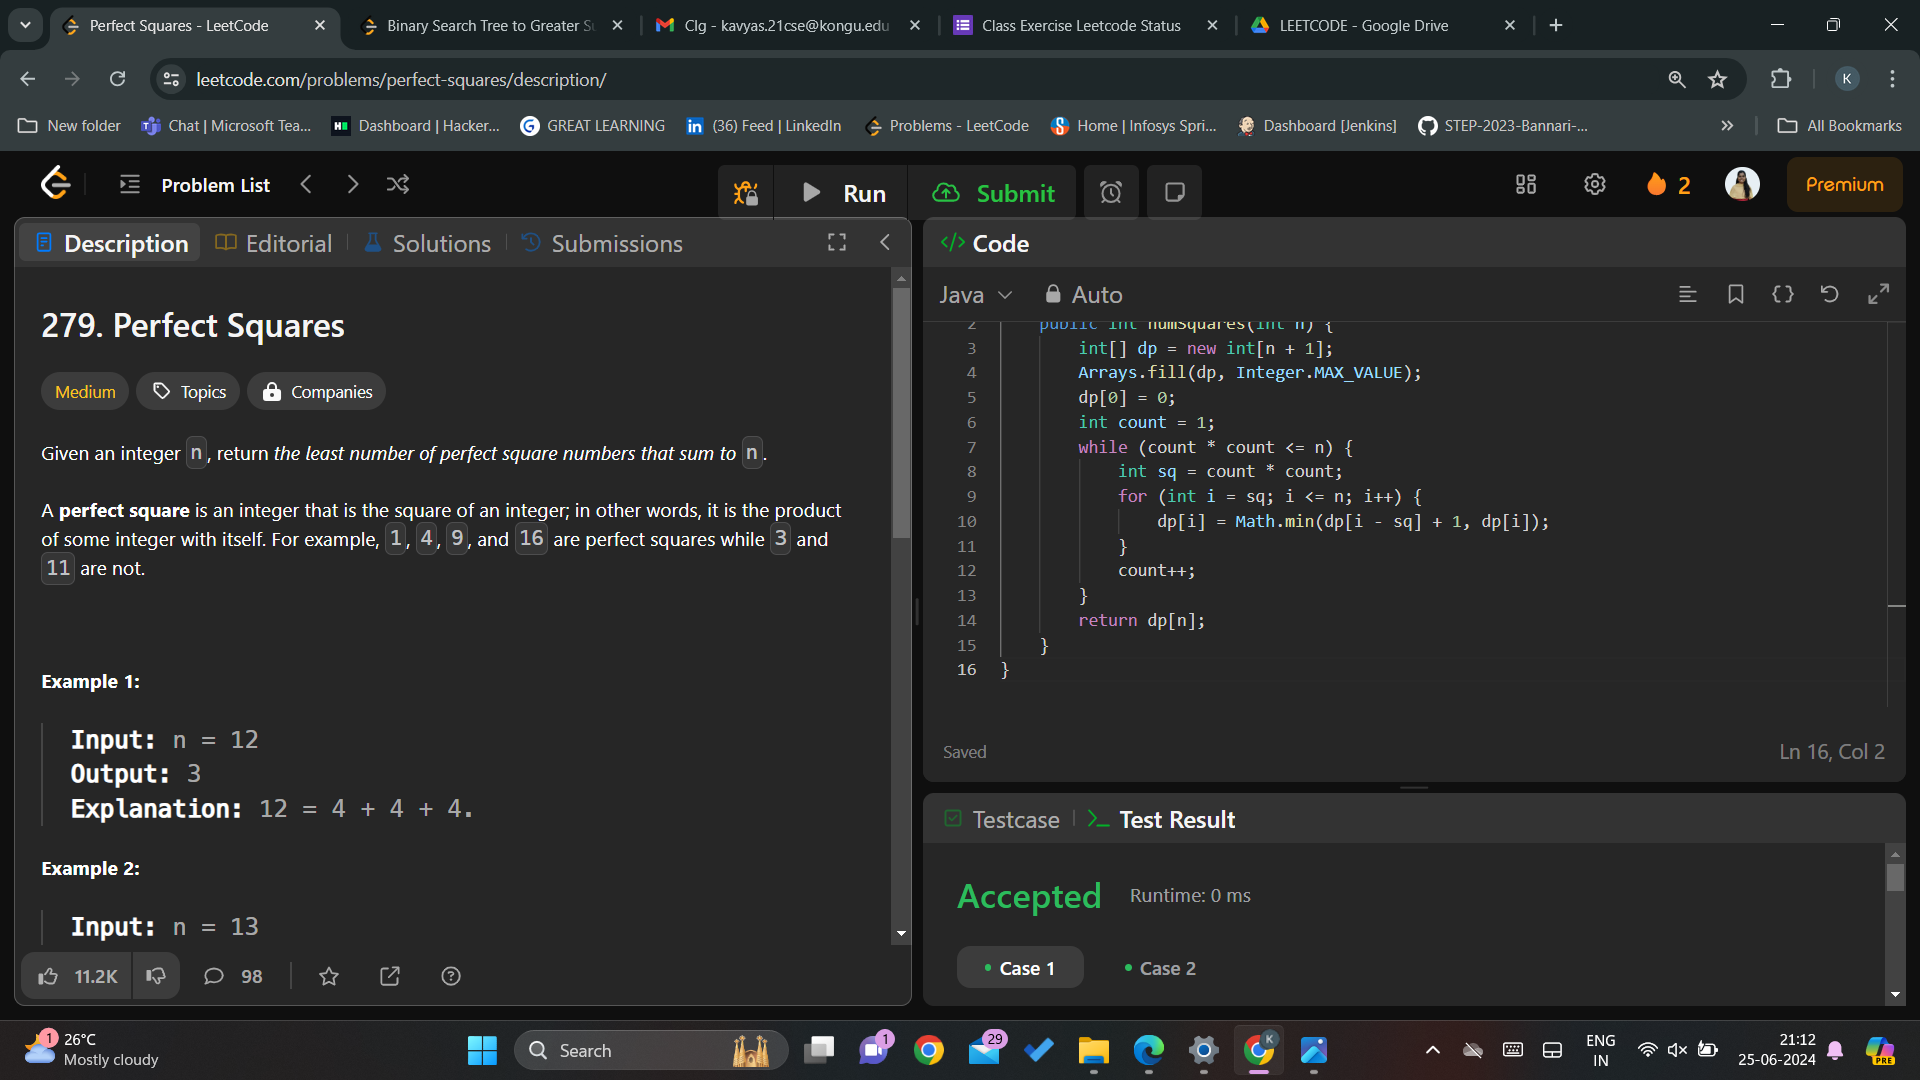 Perfect Squares - LeetCode
Binary Search Tree to Greater Su
Clg - kavyas.21cse@kongu.edu
Class Exercise Leetcode Status
LEETCODE - Google Drive
leetcode.com/problems/perfect-squares/description/
K
New folder
Chat | Microsoft Tea...
Dashboard | Hacker...
GREAT LEARNING
(36) Feed | LinkedIn
Problems - LeetCode
Home | Infosys Spri...
Dashboard [Jenkins]
STEP-2023-Bannari-...
All Bookmarks
Problem List
Run
Submit
2
Premium
Description
Editorial
Solutions
Submissions
279. Perfect Squares
Medium
Topics
Companies
Given an integer n, return the least number of perfect square numbers that sum to n.
A perfect square is an integer that is the square of an integer; in other words, it is the product
of some integer with itself. For example, 1, 4, 9, and 16 are perfect squares while 3 and
11 are not.
Example 1:
Input: n = 12
Output: 3
Explanation: 12 = 4 + 4 + 4.
Example 2:
Input: n = 13
11.2K
98
</> Code
Java
Auto
2 public int numSquares(int n) {
3 int[] dp = new int[n + 1];
4 Arrays.fill(dp, Integer.MAX_VALUE);
5 dp[0] = 0;
6 int count = 1;
7 while (count * count <= n) {
8 int sq = count * count;
9 for (int i = sq; i <= n; i++) {
10 dp[i] = Math.min(dp[i - sq] + 1, dp[i]);
11 }
12 count++;
13 }
14 return dp[n];
15 }
16 }
Saved
Ln 16, Col 2
Testcase
Test Result
Accepted
Runtime: 0 ms
Case 1
Case 2
1
26°C
Mostly cloudy
Search
1
29
K
ENG
IN
21:12
25-06-2024
PRE